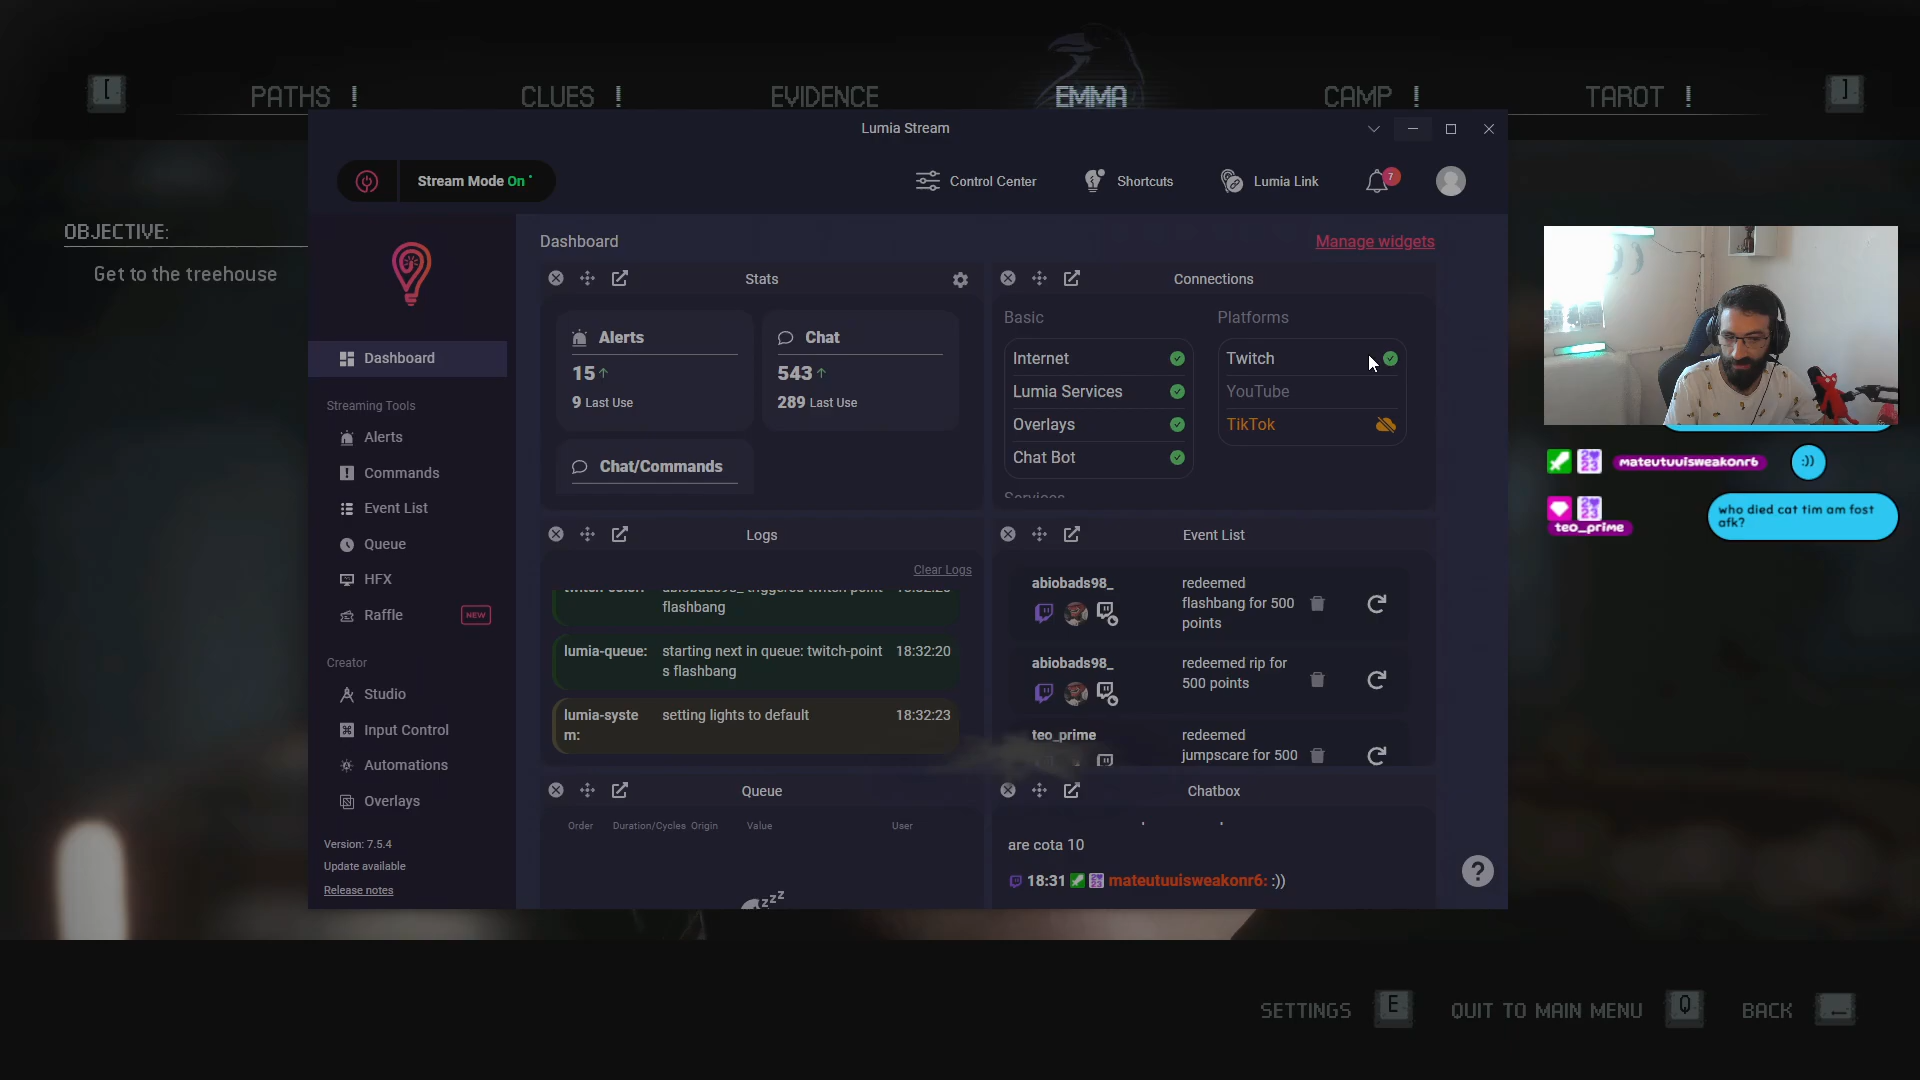 [ PATHS ! CLUES ! EVIDENCE EMMA CAMP ! TAROT ! ]
OBJECTIVE:
Get to the treehouse
Lumia Stream
Stream Mode On
Control Center
Shortcuts
Lumia Link
7
Dashboard
Streaming Tools
Alerts
Commands
Event List
Queue
HFX
Raffle NEW
Creator
Studio
Input Control
Automations
Overlays
Version: 7.5.4
Update available
Release notes
Dashboard
Manage widgets
Stats
Alerts
15
9 Last Use
Chat
543
289 Last Use
Chat/Commands
Connections
Basic
Internet
Lumia Services
Overlays
Chat Bot
Platforms
Twitch
YouTube
TikTok
Services
Logs
Clear Logs
abiobads98_ triggered twitch-point
flashbang
lumia-queue: starting next in queue: twitch-point 18:32:20
s flashbang
lumia-syste setting lights to default 18:32:23
m:
Event List
abiobads98_ redeemed
flashbang for 500
points
abiobads98_ redeemed rip for
500 points
teo_prime redeemed
jumpscare for 500
Queue
Order Duration/Cycles Origin Value User
zzz
Chatbox
are cota 10
18:31 mateutuuisweakonr6: :))
?
mateutuuisweakonr6 :))
teo_prime
who died cat tim am fost
afk?
SETTINGS E QUIT TO MAIN MENU Q BACK